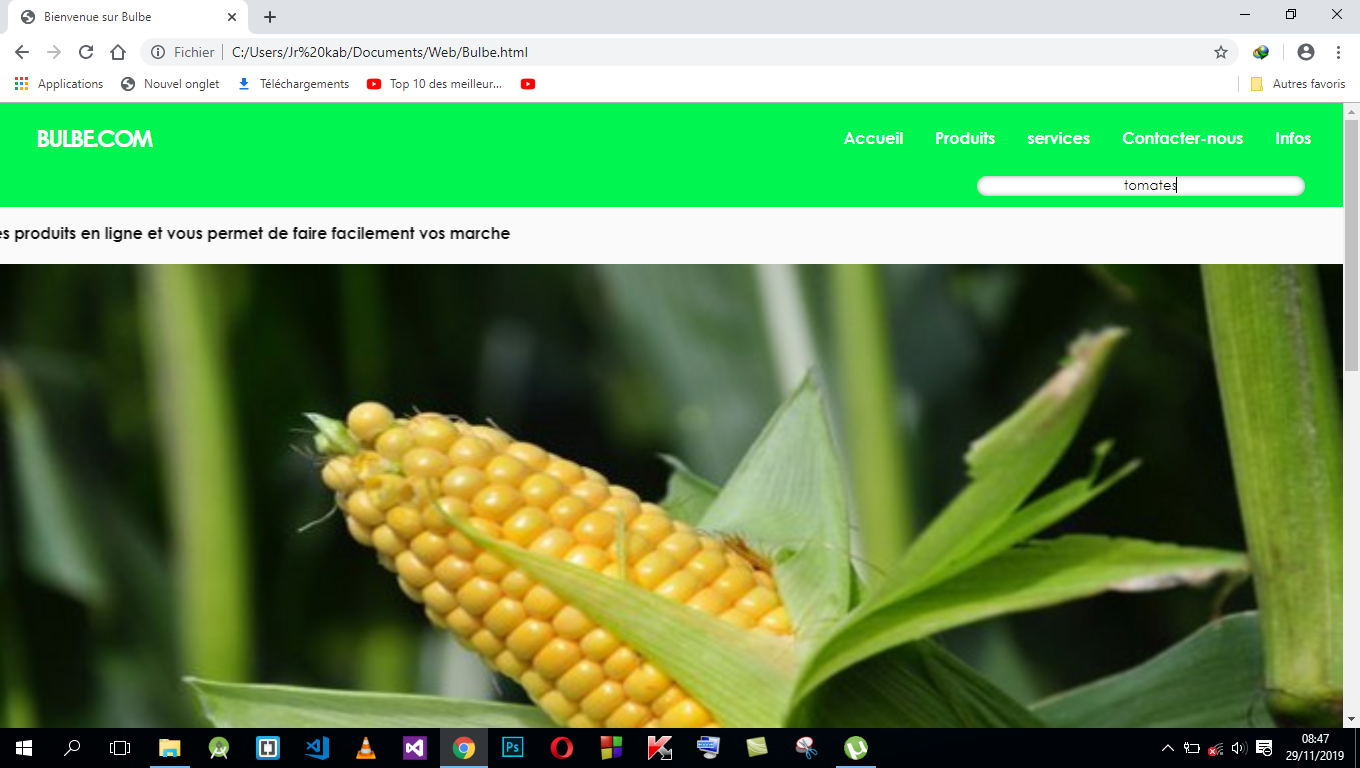 Bienvenue sur Bulbe
Fichier C:/Users/Jr%20kab/Documents/Web/Bulbe.html
Applications Nouvel onglet Téléchargements Top 10 des meilleur... Autres favoris
BULBE.COM Accueil Produits services Contacter-nous Infos
tomates
es produits en ligne et vous permet de faire facilement vos marche
Ps
08:47
29/11/2019